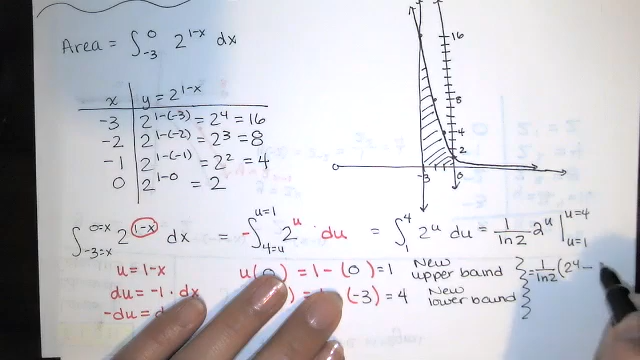 Area = ∫_{-3}^{0} 2^{1-x} dx
x | y = 2^{1-x}
-3 | 2^{1-(-3)} = 2^4 = 16
-2 | 2^{1-(-2)} = 2^3 = 8
-1 | 2^{1-(-1)} = 2^2 = 4
0 | 2^{1-0} = 2
16
8
4
2
-3
0
∫_{-3=x}^{0=x} 2^{1-x} dx = -∫_{4=u}^{u=1} 2^u · du = ∫_1^4 2^u du = 1/ln2 2^u |_{u=1}^{u=4}
u = 1-x
u(0) = 1 - (0) = 1 New upper bound
= 1/ln2 (2^4 -
du = -1 · dx
(-3) = 4 New lower bound
-du = d